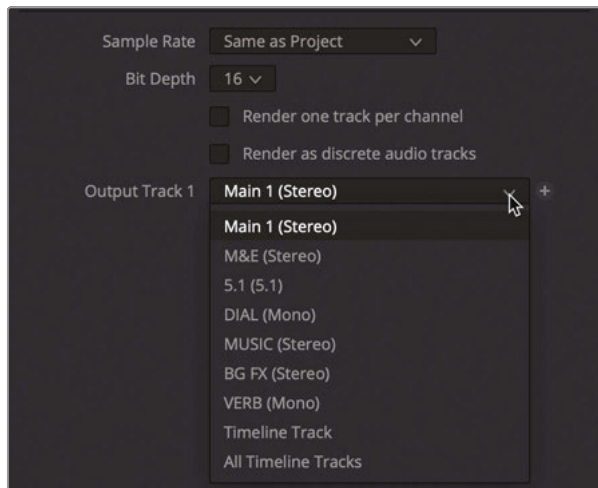 Sample Rate Same as Project
Bit Depth 16
Render one track per channel
Render as discrete audio tracks
Output Track 1 Main 1 (Stereo) +
Main 1 (Stereo)
M&E (Stereo)
5.1 (5.1)
DIAL (Mono)
MUSIC (Stereo)
BG FX (Stereo)
VERB (Mono)
Timeline Track
All Timeline Tracks